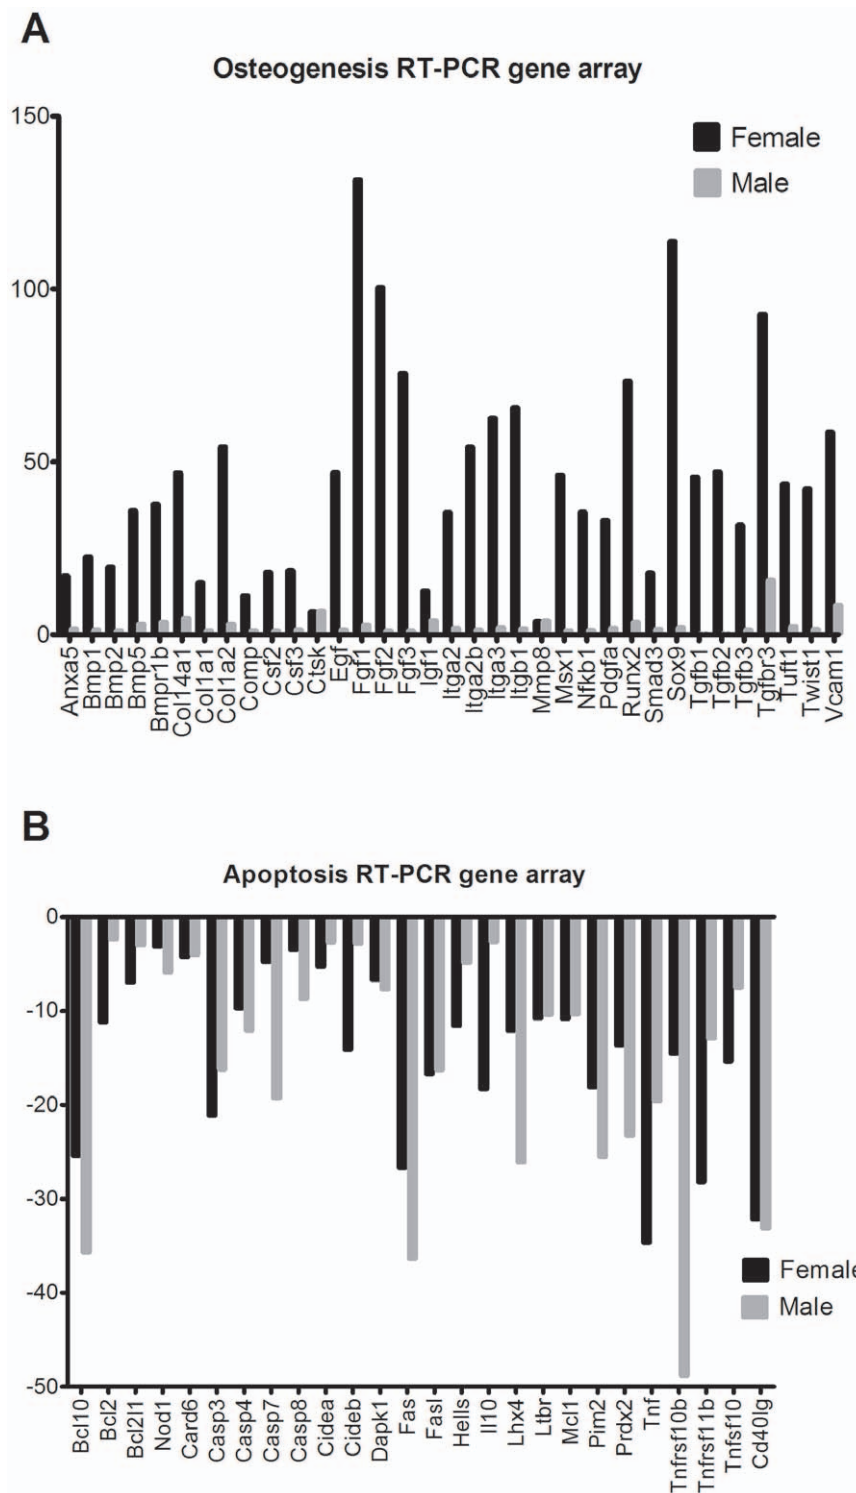 A
Osteogenesis RT-PCR gene array
150
100
50
0
Female
Male
Anxa5
Bmp1
Bmp2
Bmp5
Bmpr1b
Col14a1
Col1a1
Col1a2
Comp
Csf2
Csf3
Ctsk
Egf
Fgf1
Fgf2
Fgf3
Igf1
Itga2
Itga2b
Itga3
Itgb1
Mmp8
Msx1
Nfkb1
Pdgfa
Runx2
Smad3
Sox9
Tgfb1
Tgfb2
Tgfb3
Tgfbr3
Tuft1
Twist1
Vcam1
B
Apoptosis RT-PCR gene array
0
-10
-20
-30
-40
-50
Female
Male
Bcl10
Bcl2
Bcl2l1
Nod1
Card6
Casp3
Casp4
Casp7
Casp8
Cidea
Cideb
Dapk1
Fas
Fasl
Hells
Il10
Lhx4
Ltbr
Mcl1
Pim2
Prdx2
Tnf
Tnfrsf10b
Tnfrsf11b
Tnfsf10
Cd40lg